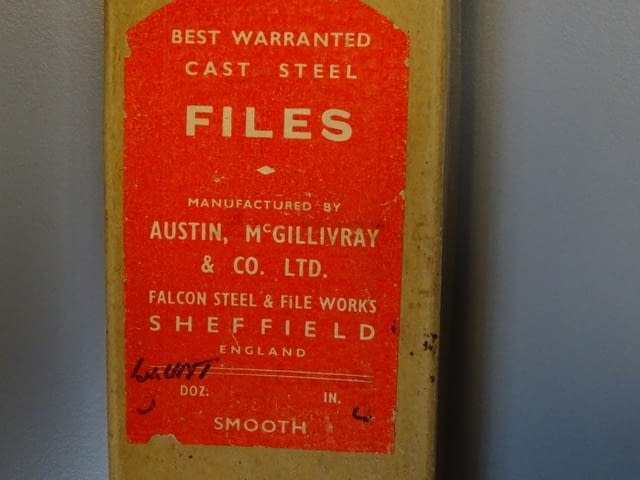 BEST WARRANTED
CAST STEEL
FILES
MANUFACTURED BY
AUSTIN, McGILLIVRAY
& CO. LTD.
FALCON STEEL & FILE WORKS
SHEFFIELD
ENGLAND
DOZ: IN.
SMOOTH